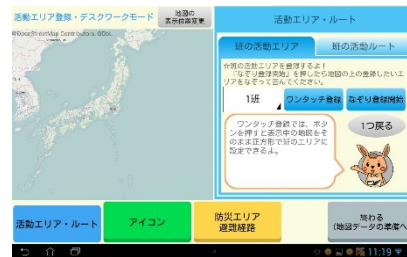 活動エリア登録・デスクワークモード
地図の
表示倍率
変更
©OpenStreetMap Contributors, ODbL
活動エリア・ルート
班の活動エリア
班の活動ルート
☆班の活動エリアを登録するよ!
「なぞり登録開始」を押したら地図の上の登録したいエ
リアをなぞって囲んでください。
1班
ワンタッチ登録
なぞり登録開始
ワンタッチ登録では、ボタ
ンを押すと表示中の地図をそ
のまま正方形で班のエリアに
設定できるよ。
1つ戻る
活動エリア・ルート
アイコン
防災エリア
避難経路
終わる
(地図データの準備へ
11:19